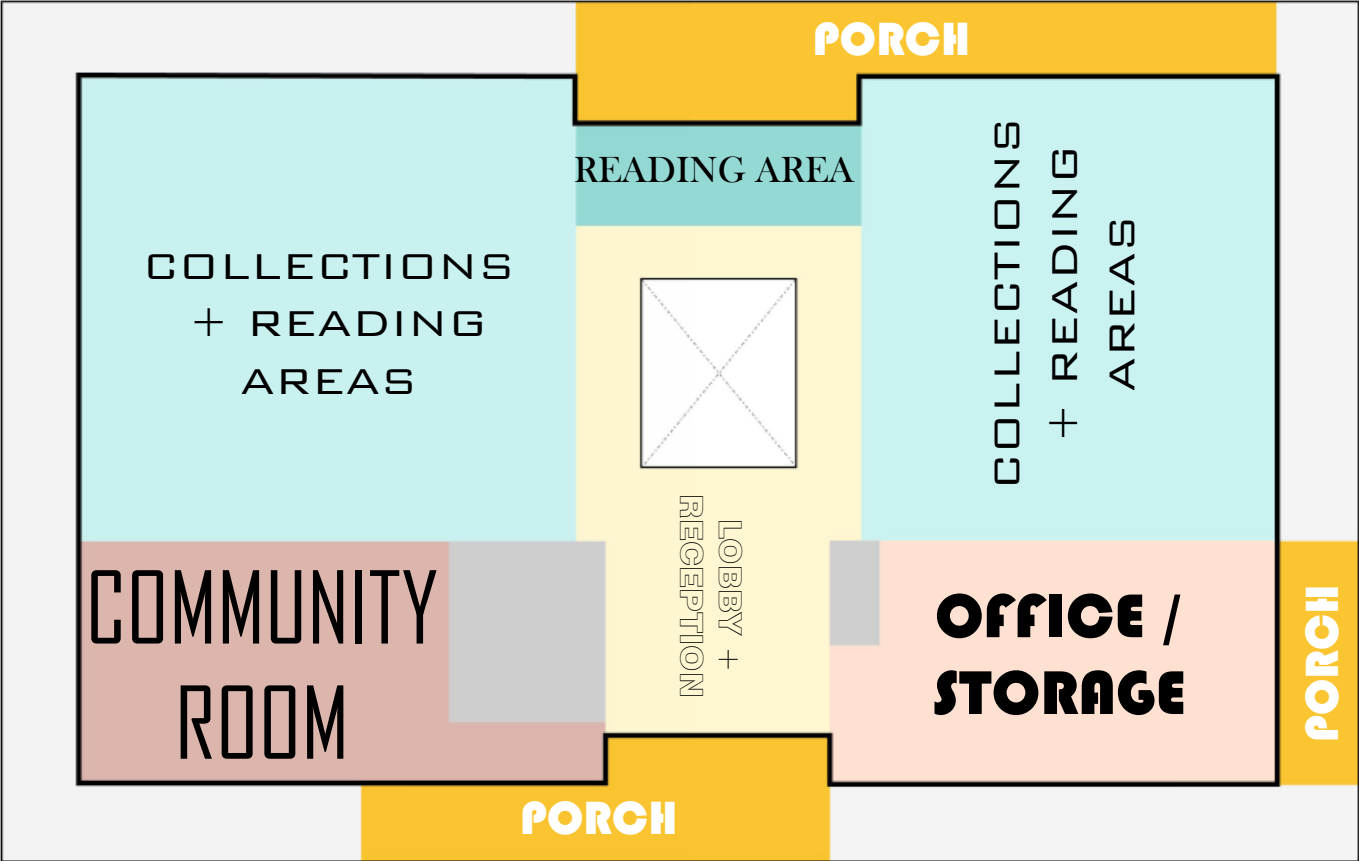 PORCH
READING AREA
COLLECTIONS
+ READING
AREAS
COLLECTIONS
+ READING
AREAS
LOBBY +
RECEPTION
COMMUNITY
ROOM
OFFICE /
STORAGE
PORCH
PORCH